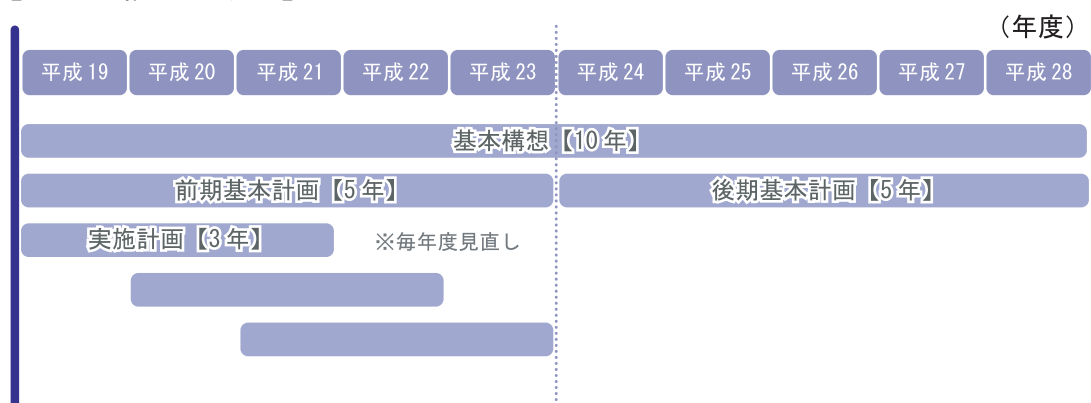 （年度）
平成 19 平成 20 平成 21 平成 22 平成 23 平成 24 平成 25 平成 26 平成 27 平成 28
基本構想【10 年】
前期基本計画【5 年】 後期基本計画【5 年】
実施計画【3 年】 ※毎年度見直し